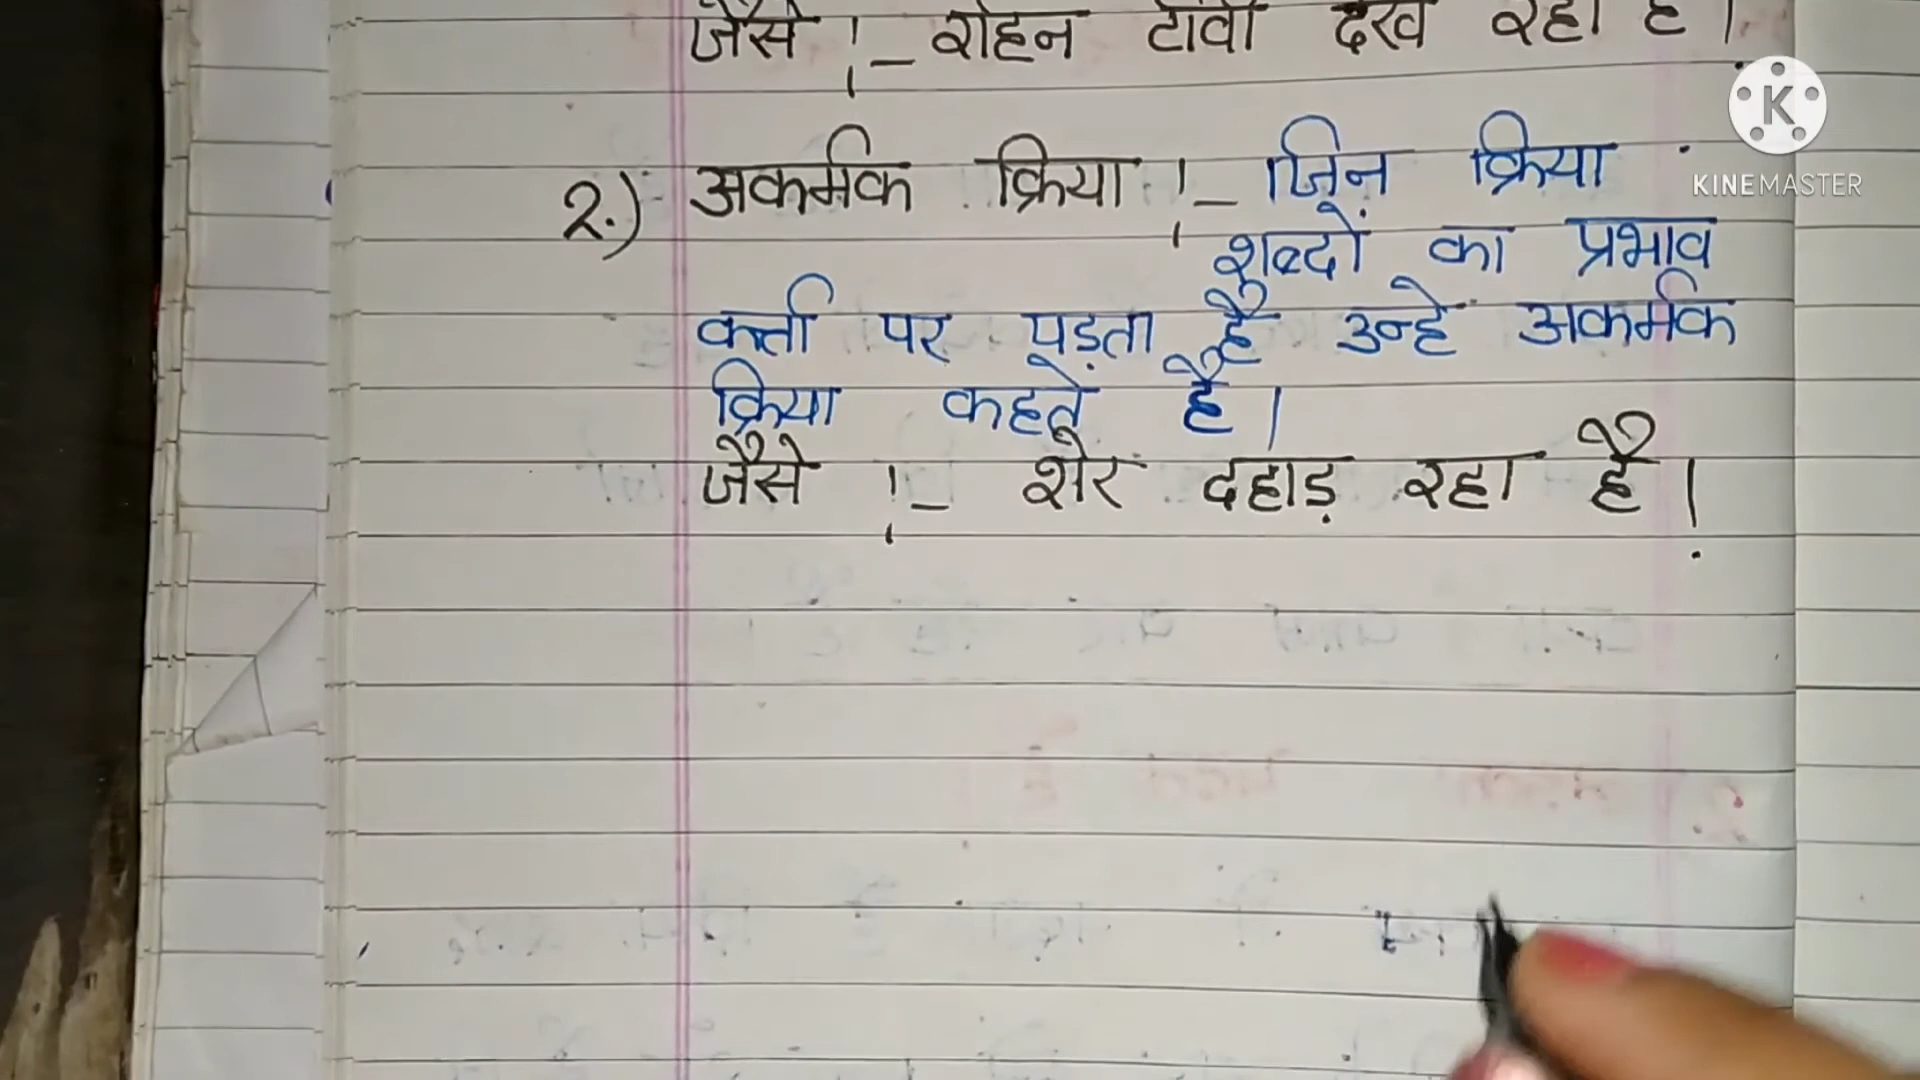 जैसे :- रोहन टीवी देख रहा है।
2.) अकर्मक क्रिया :- जिन क्रिया
शब्दों का प्रभाव
कर्ता पर पड़ता है उन्हे अकर्मक
क्रिया कहते है।
जैसे :- शेर दहाड़ रहा है।
K
KINEMASTER